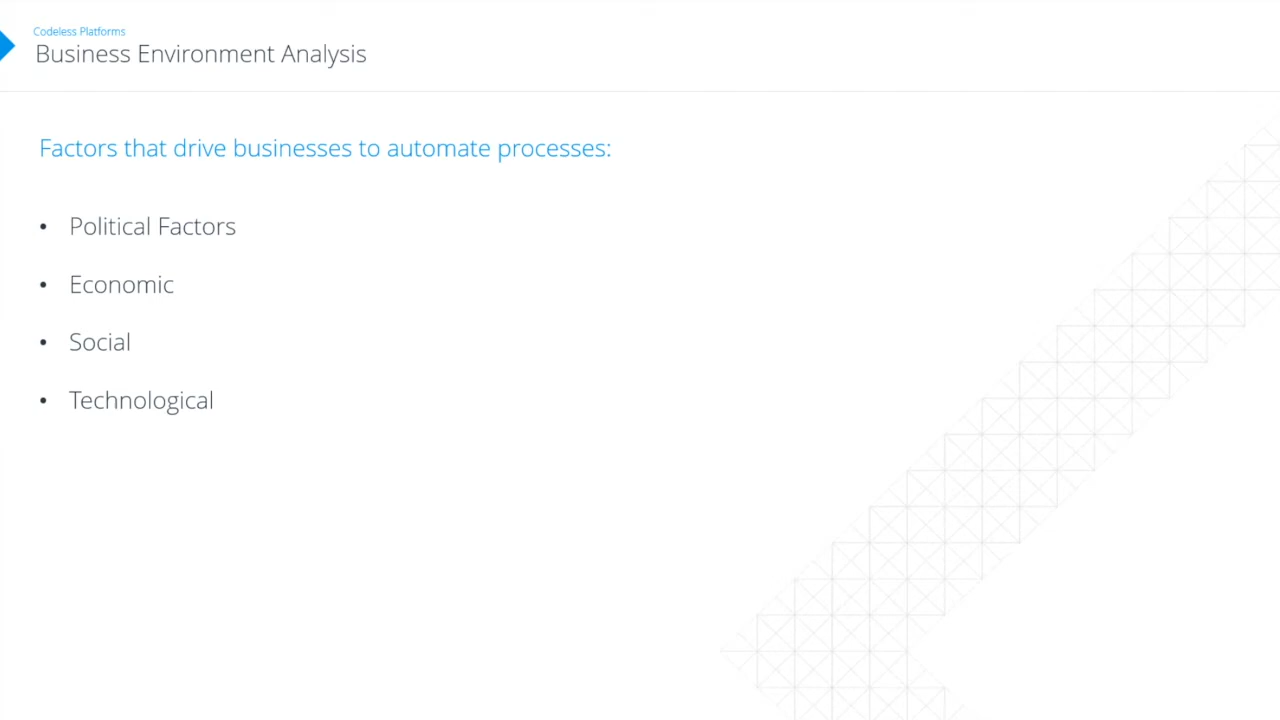 Codeless Platforms
Business Environment Analysis
Factors that drive businesses to automate processes:
• Political Factors
• Economic
• Social
• Technological